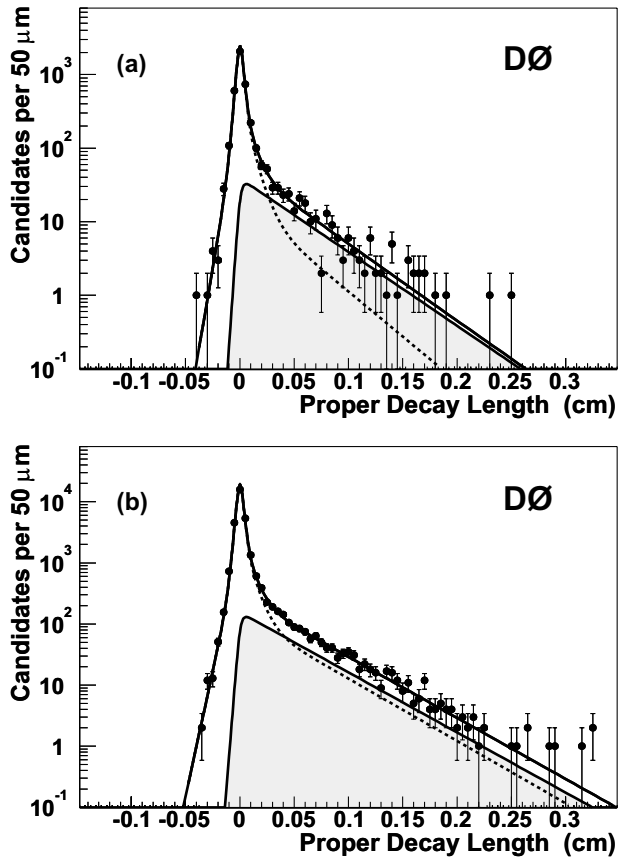 (a)
DØ
Candidates per 50 μm
10³
10²
10
1
10⁻¹
-0.1 -0.05 0 0.05 0.1 0.15 0.2 0.25 0.3
Proper Decay Length (cm)
(b)
DØ
Candidates per 50 μm
10⁴
10³
10²
10
1
10⁻¹
-0.1 -0.05 0 0.05 0.1 0.15 0.2 0.25 0.3
Proper Decay Length (cm)